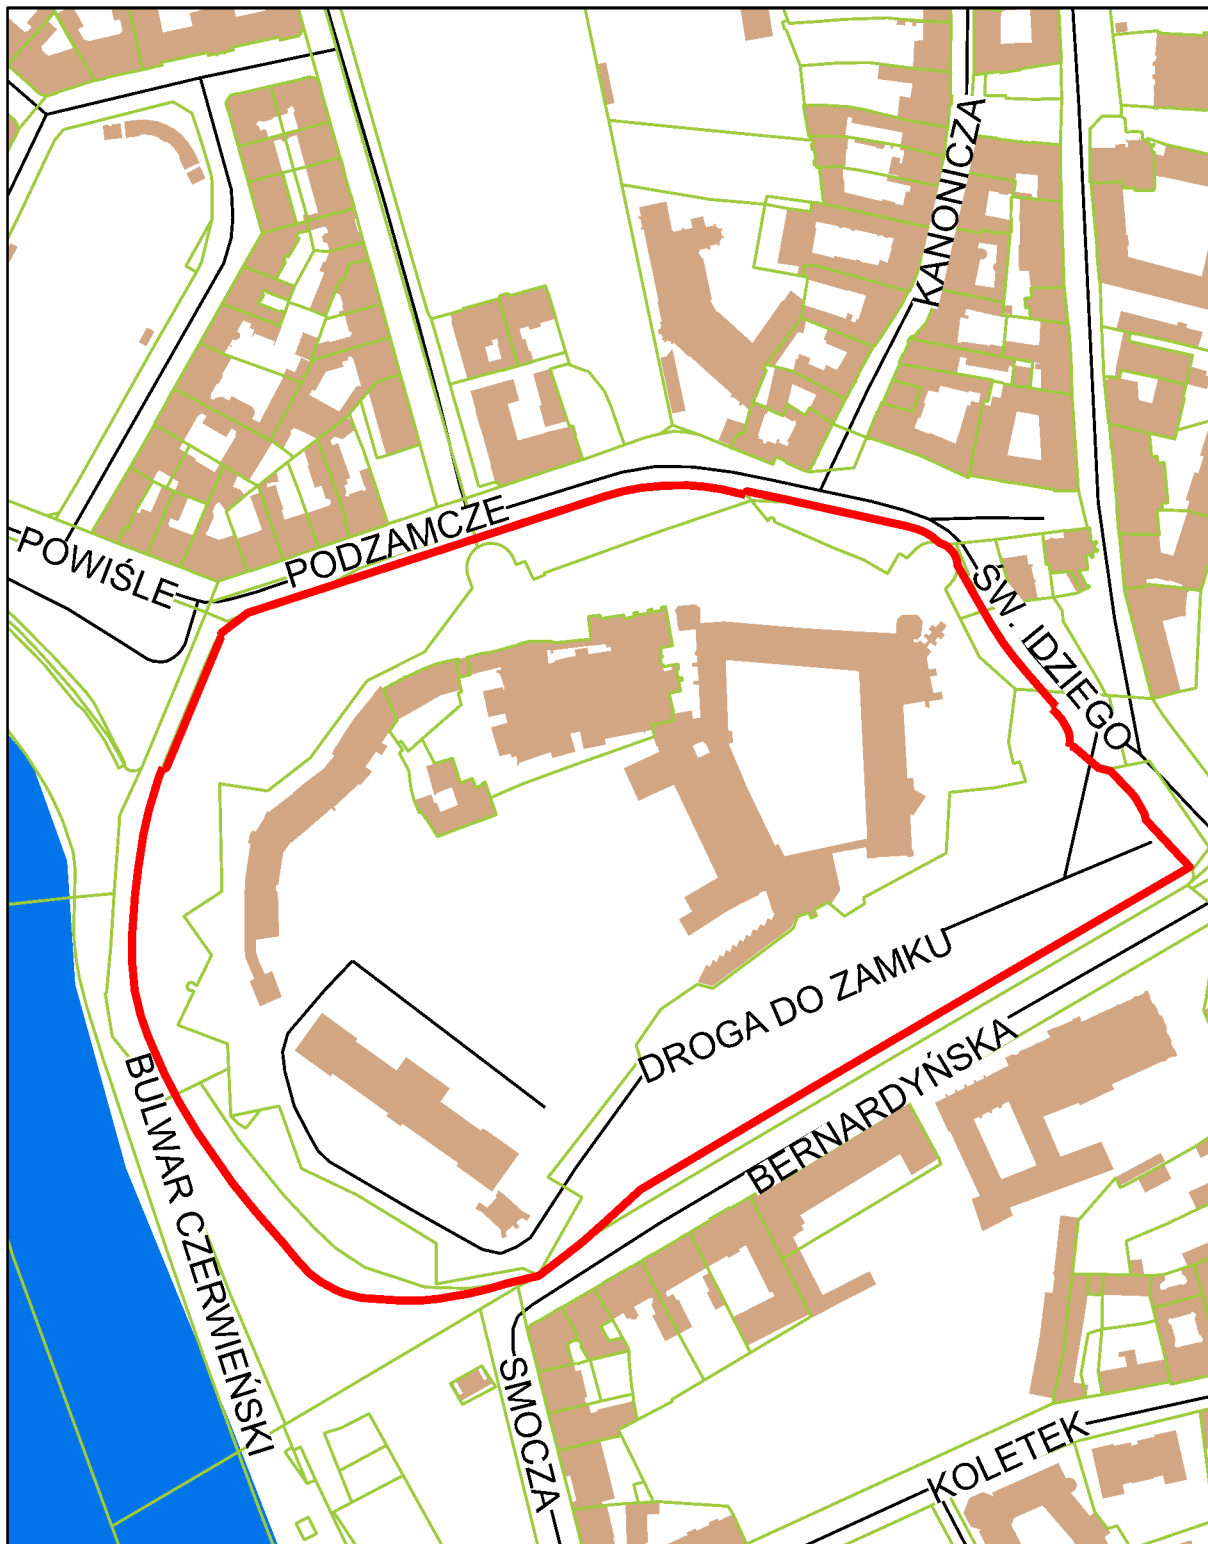 KANONICZA
PODZAMCZE
POWIŚLE
ŚW. IDZIEGO
DROGA DO ZAMKU
BERNARDYŃSKA
BULWAR CZERWIEŃSKI
SMOCZA
KOLETEK